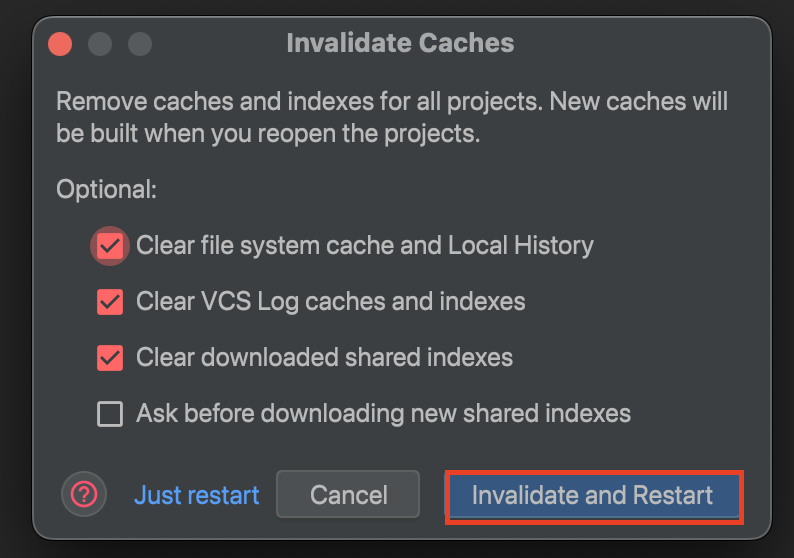 Invalidate Caches
Remove caches and indexes for all projects. New caches will
be built when you reopen the projects.
Optional:
Clear file system cache and Local History
Clear VCS Log caches and indexes
Clear downloaded shared indexes
Ask before downloading new shared indexes
? Just restart Cancel Invalidate and Restart